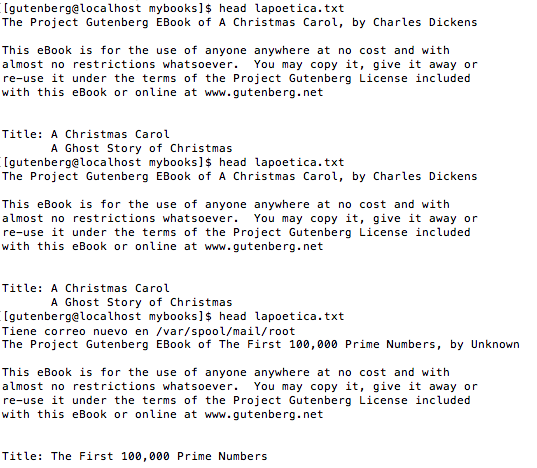 [[gutenberg@localhost mybooks]$ head lapoetica.txt
The Project Gutenberg EBook of A Christmas Carol, by Charles Dickens
This eBook is for the use of anyone anywhere at no cost and with
almost no restrictions whatsoever.  You may copy it, give it away or
re-use it under the terms of the Project Gutenberg License included
with this eBook or online at www.gutenberg.net
Title: A Christmas Carol
A Ghost Story of Christmas
[[gutenberg@localhost mybooks]$ head lapoetica.txt
The Project Gutenberg EBook of A Christmas Carol, by Charles Dickens
This eBook is for the use of anyone anywhere at no cost and with
almost no restrictions whatsoever.  You may copy it, give it away or
re-use it under the terms of the Project Gutenberg License included
with this eBook or online at www.gutenberg.net
Title: A Christmas Carol
A Ghost Story of Christmas
[[gutenberg@localhost mybooks]$ head lapoetica.txt
Tiene correo nuevo en /var/spool/mail/root
The Project Gutenberg EBook of The First 100,000 Prime Numbers, by Unknown
This eBook is for the use of anyone anywhere at no cost and with
almost no restrictions whatsoever.  You may copy it, give it away or
re-use it under the terms of the Project Gutenberg License included
with this eBook or online at www.gutenberg.net
Title: The First 100,000 Prime Numbers